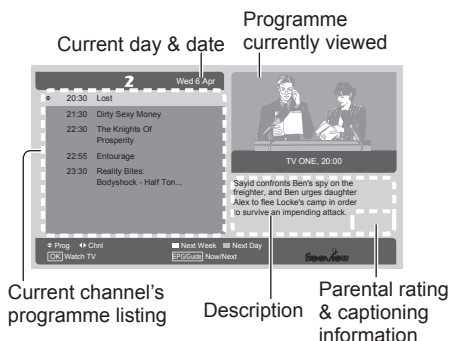 Programme
currently viewed
Current day & date
2 Wed 6 Apr
20:30 Lost
21:30 Dirty Sexy Money
22:30 The Knights Of
Prosperity
22:55 Entourage
23:30 Reality Bites:
Bodyshock - Half Ton...
TV ONE, 20:00
Sayid confronts Ben's spy on the
freighter, and Ben urges daughter
Alex to flee Locke's camp in order
to survive an impending attack.
Prog Chnl Next Week Next Day
OK Watch TV EPG/Guide Now/Next
freeview
Current channel's
programme listing
Description
Parental rating
& captioning
information